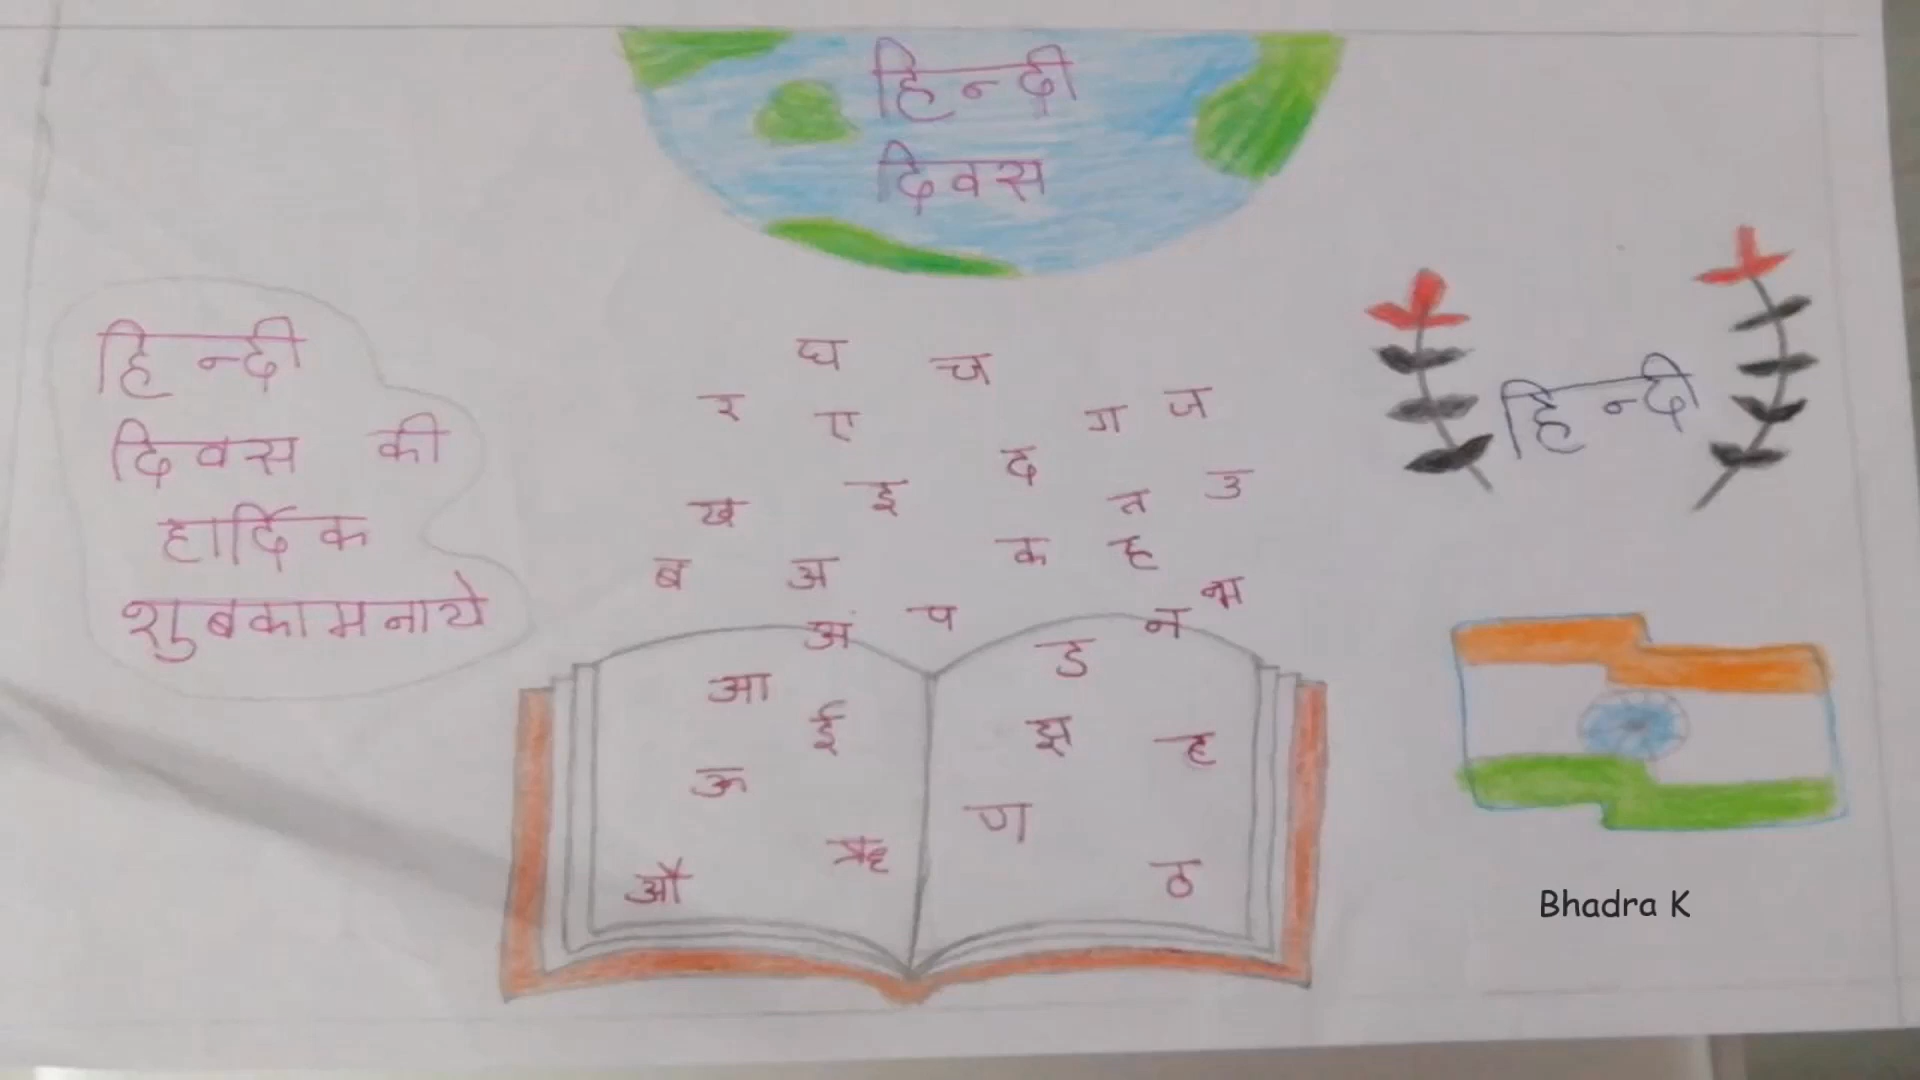 हिन्दी
दिवस
हिन्दी
दिवस की
हार्दिक
शुबकामनाये
घ च
र ए ग ज
ख इ द त उ
ब अ क ह
अं प न भ
आ ई ड
ऊ झ ह
औ ऋ ण ठ
हिन्दी
Bhadra K